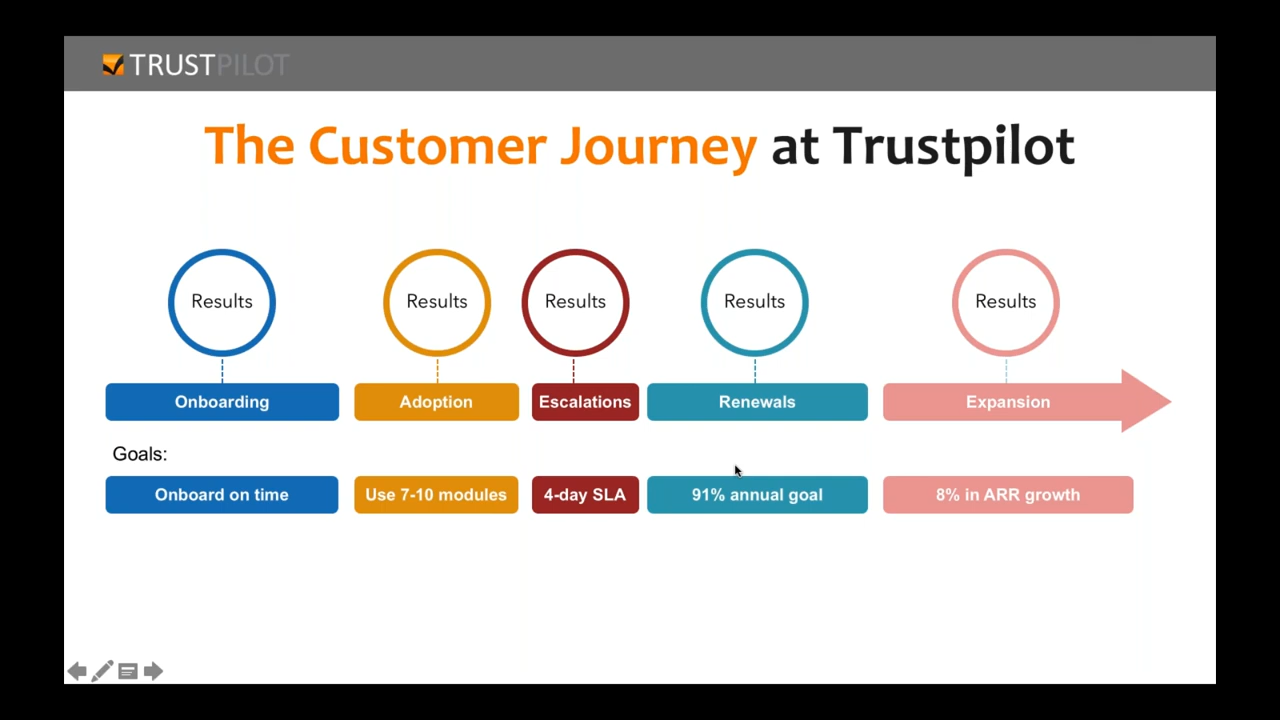 TRUSTPILOT
The Customer Journey at Trustpilot
Results Results Results Results Results
Onboarding Adoption Escalations Renewals Expansion
Goals:
Onboard on time Use 7-10 modules 4-day SLA 91% annual goal 8% in ARR growth